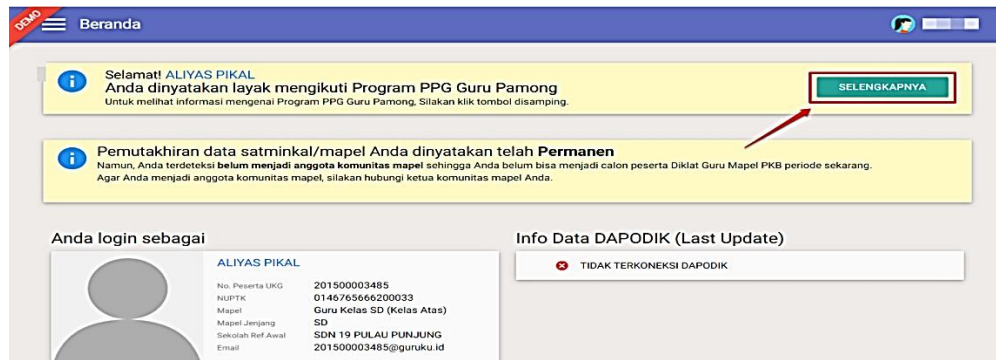 DEMO
Beranda
Selamat! ALIYAS PIKAL
Anda dinyatakan layak mengikuti Program PPG Guru Pamong
Untuk melihat informasi mengenai Program PPG Guru Pamong, Silakan klik tombol disamping.
SELENGKAPNYA
Pemutakhiran data satminkal/mapel Anda dinyatakan telah Permanen
Namun, Anda terdeteksi belum menjadi anggota komunitas mapel sehingga Anda belum bisa menjadi calon peserta Diklat Guru Mapel PKB periode sekarang.
Agar Anda menjadi anggota komunitas mapel, silakan hubungi ketua komunitas mapel Anda.
Anda login sebagai
ALIYAS PIKAL
No. Peserta UKG 201500003485
NUPTK 0146765666200033
Mapel Guru Kelas SD (Kelas Atas)
Mapel Jenjang SD
Sekolah Ref Awal SDN 19 PULAU PUNJUNG
Email 201500003485@guruku.id
Info Data DAPODIK (Last Update)
TIDAK TERKONEKSI DAPODIK